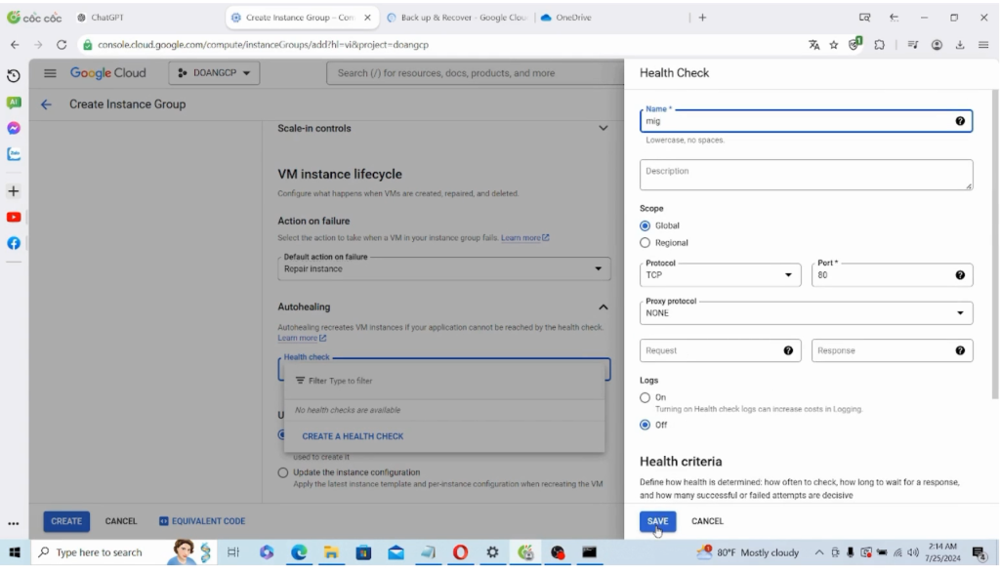 cốc cốc
ChatGPT
Create Instance Group – Con
Back up & Recover - Google Clou
OneDrive
console.cloud.google.com/compute/instanceGroups/add?hl=vi&project=doangcp
Google Cloud
DOANGCP
Search (/) for resources, docs, products, and more
Create Instance Group
Scale-in controls
VM instance lifecycle
Configure what happens when VMs are created, repaired, and deleted.
Action on failure
Select the action to take when a VM in your instance group fails. Learn more
Default action on failure
Repair instance
Autohealing
Autohealing recreates VM instances if your application cannot be reached by the health check.
Learn more
Health check
Filter Type to filter
No health checks are available
U
CREATE A HEALTH CHECK
used to create it
Update the instance configuration
Apply the latest instance template and per-instance configuration when recreating the VM
CREATE
CANCEL
EQUIVALENT CODE
Health Check
Name *
mig
Lowercase, no spaces.
Description
Scope
Global
Regional
Protocol
TCP
Port *
80
Proxy protocol
NONE
Request
Response
Logs
On
Turning on Health check logs can increase costs in Logging.
Off
Health criteria
Define how health is determined: how often to check, how long to wait for a response,
and how many successful or failed attempts are decisive
SAVE
CANCEL
Type here to search
80°F Mostly cloudy
2:14 AM
7/25/2024